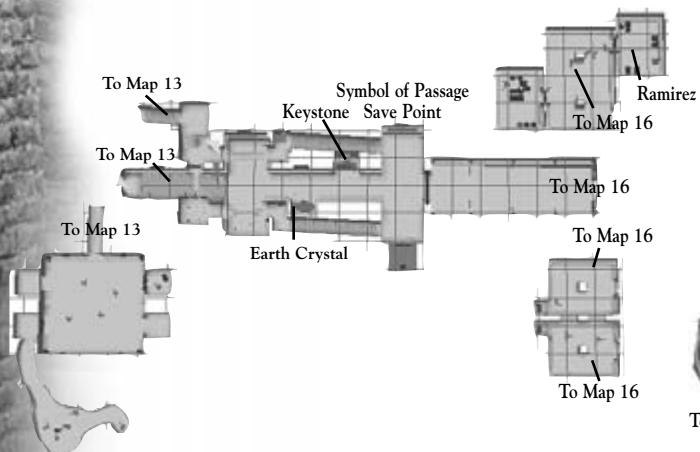 To Map 13
Symbol of Passage
Keystone
Save Point
Ramirez
To Map 16
To Map 13
To Map 16
To Map 13
To Map 16
Earth Crystal
To Map 16